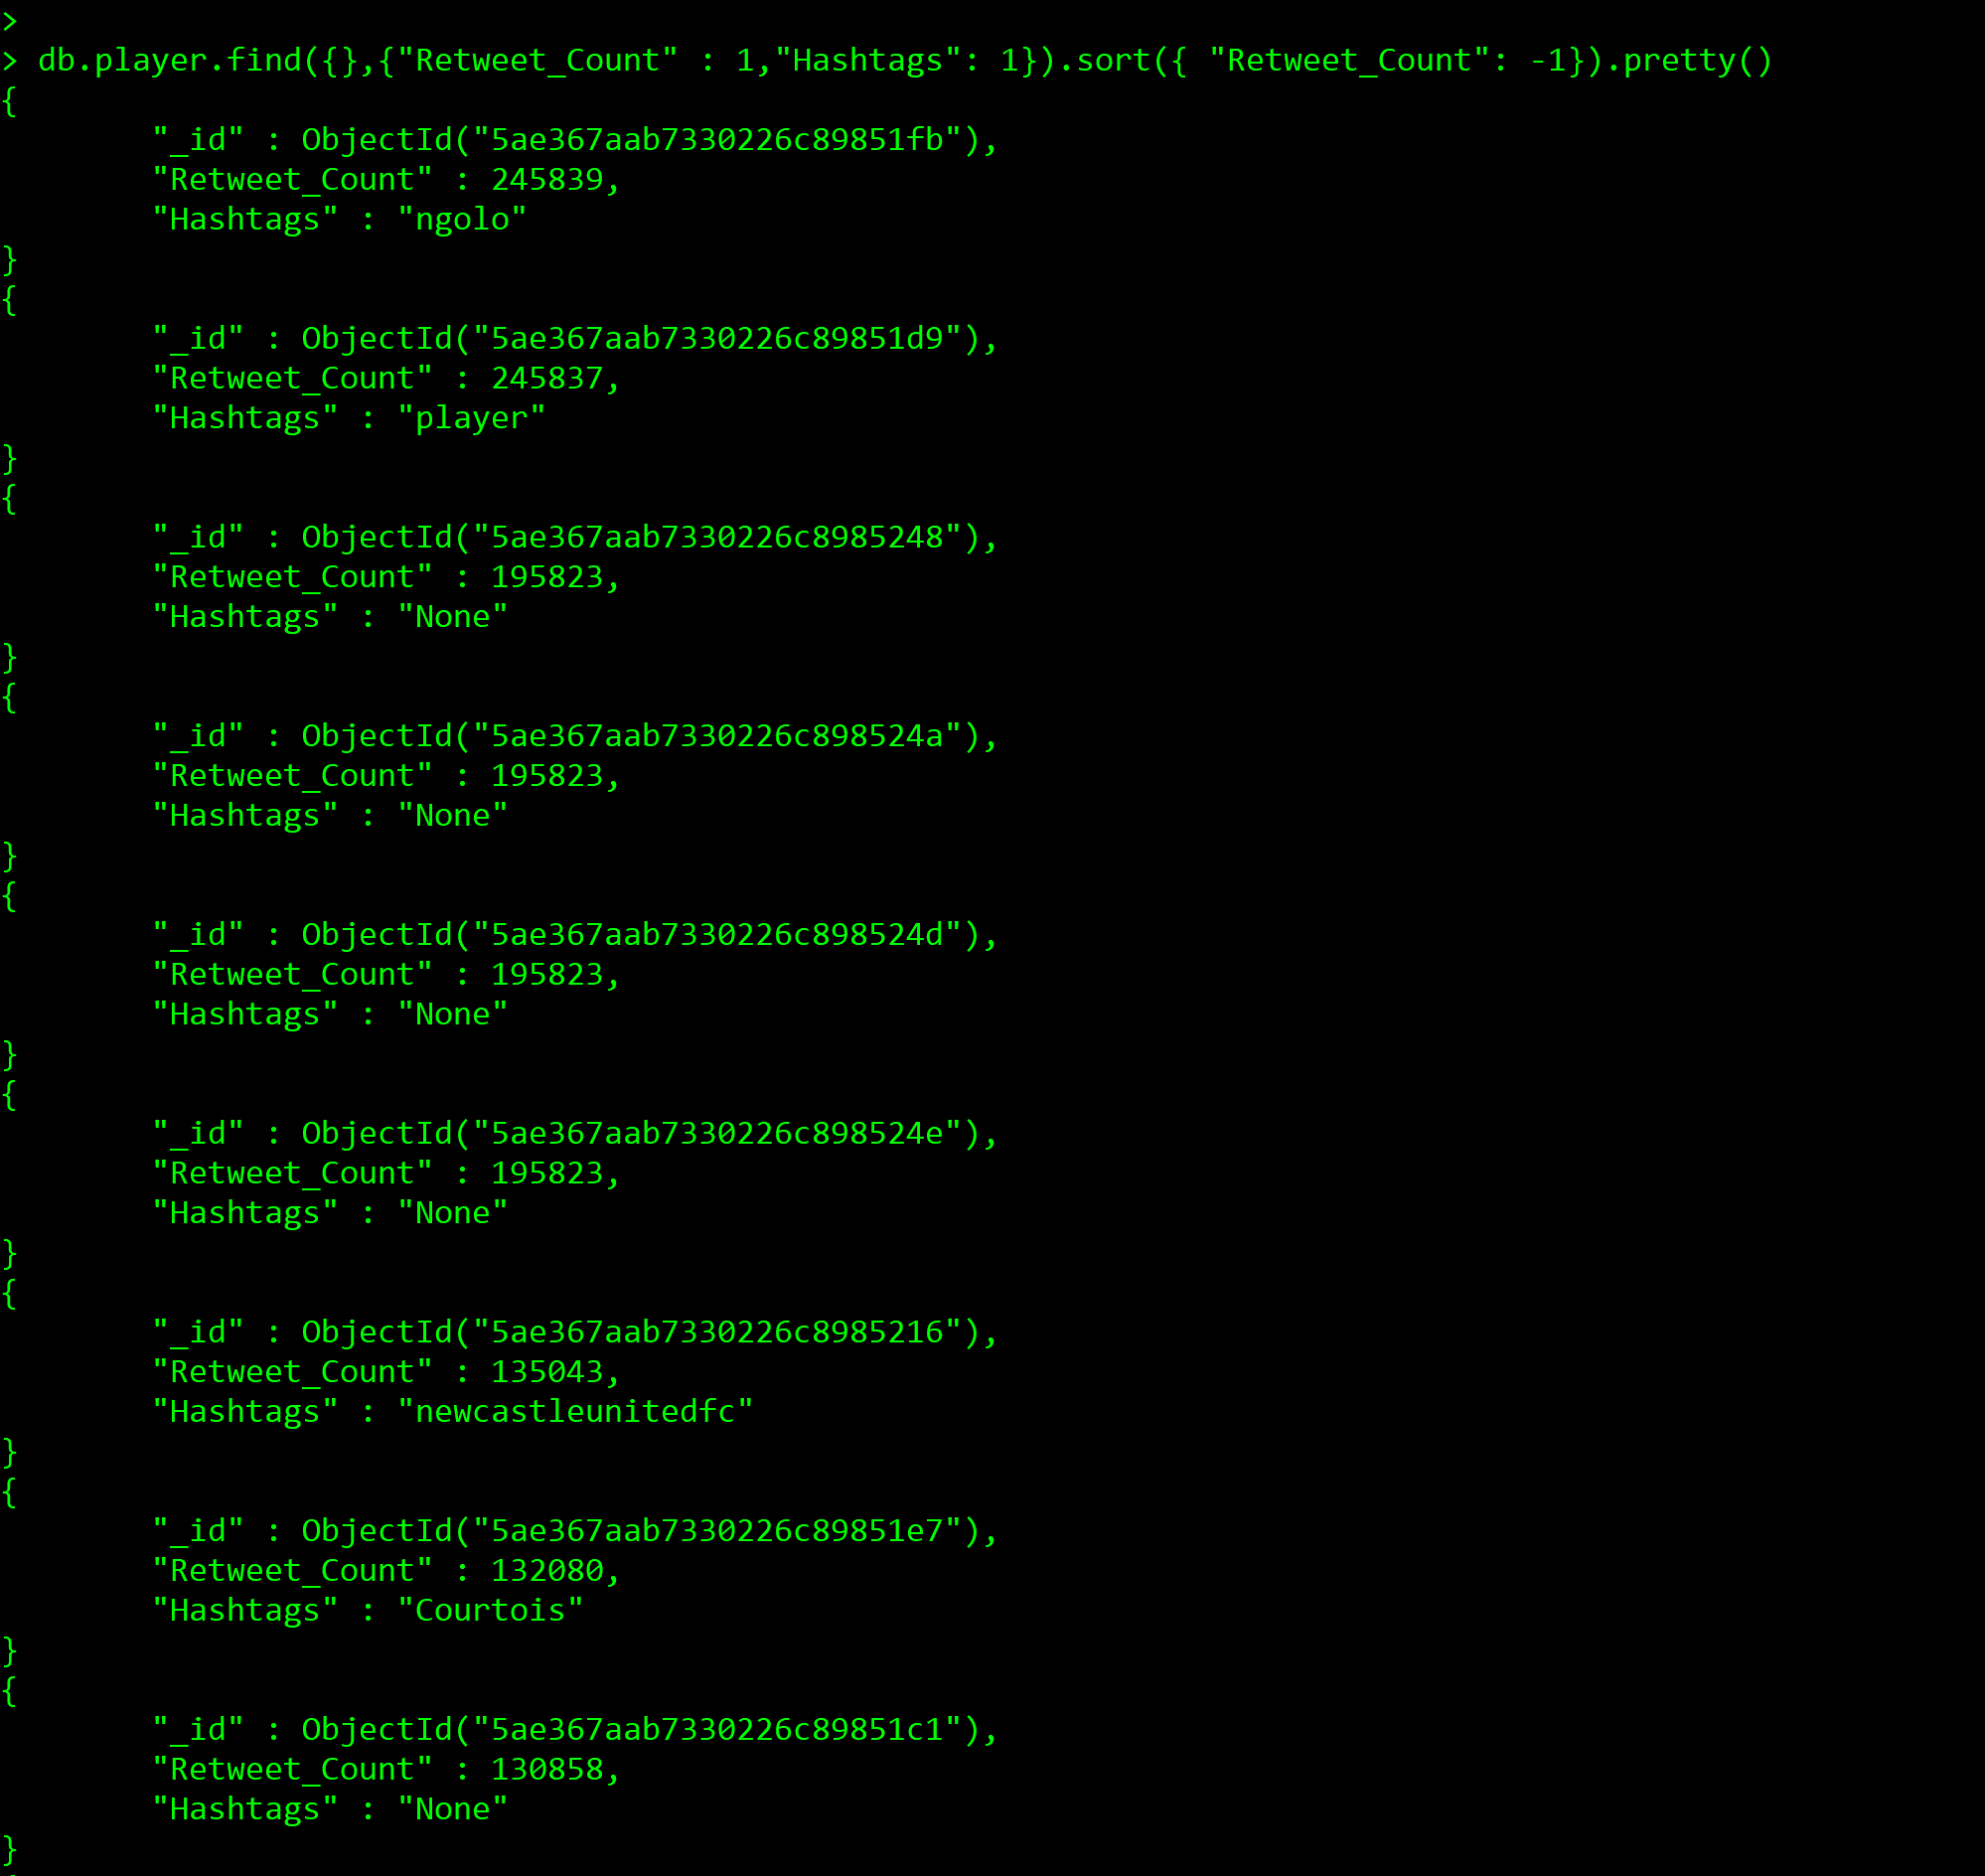 >
> db.player.find({},{"Retweet_Count" : 1,"Hashtags": 1}).sort({ "Retweet_Count": -1}).pretty()
{
"_id" : ObjectId("5ae367aab7330226c89851fb"),
"Retweet_Count" : 245839,
"Hashtags" : "ngolo"
}
{
"_id" : ObjectId("5ae367aab7330226c89851d9"),
"Retweet_Count" : 245837,
"Hashtags" : "player"
}
{
"_id" : ObjectId("5ae367aab7330226c8985248"),
"Retweet_Count" : 195823,
"Hashtags" : "None"
}
{
"_id" : ObjectId("5ae367aab7330226c898524a"),
"Retweet_Count" : 195823,
"Hashtags" : "None"
}
{
"_id" : ObjectId("5ae367aab7330226c898524d"),
"Retweet_Count" : 195823,
"Hashtags" : "None"
}
{
"_id" : ObjectId("5ae367aab7330226c898524e"),
"Retweet_Count" : 195823,
"Hashtags" : "None"
}
{
"_id" : ObjectId("5ae367aab7330226c8985216"),
"Retweet_Count" : 135043,
"Hashtags" : "newcastleunitedfc"
}
{
"_id" : ObjectId("5ae367aab7330226c89851e7"),
"Retweet_Count" : 132080,
"Hashtags" : "Courtois"
}
{
"_id" : ObjectId("5ae367aab7330226c89851c1"),
"Retweet_Count" : 130858,
"Hashtags" : "None"
}